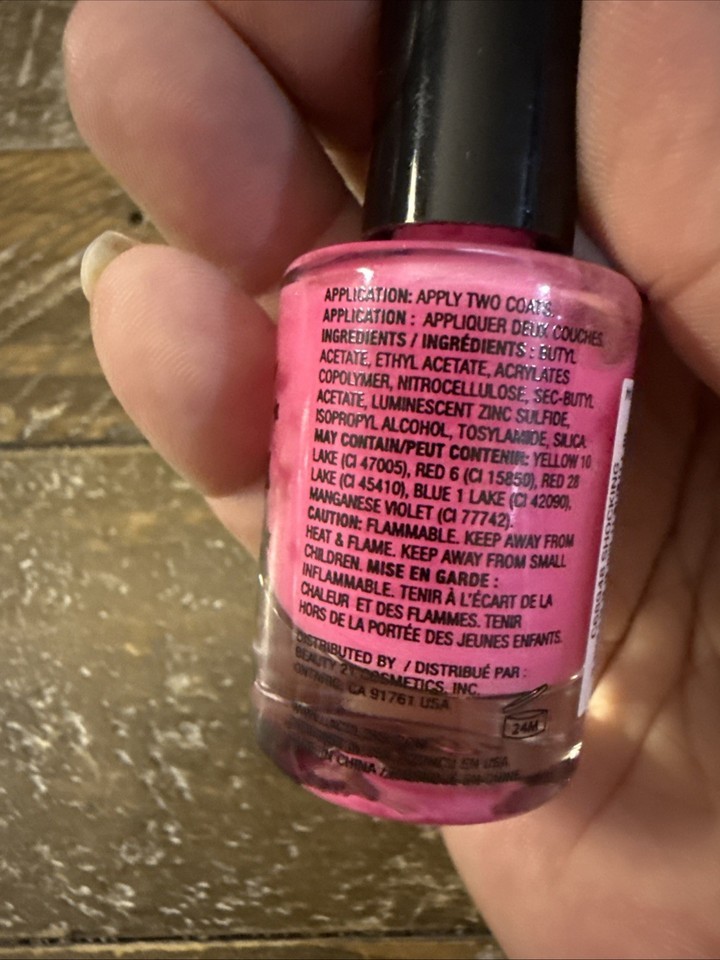 APPLICATION: APPLY TWO COATS.
APPLICATION : APPLIQUER DEUX COUCHES.
INGREDIENTS / INGRÉDIENTS : BUTYL
ACETATE, ETHYL ACETATE, ACRYLATES
COPOLYMER, NITROCELLULOSE, SEC-BUTYL
ACETATE, LUMINESCENT ZINC SULFIDE,
ISOPROPYL ALCOHOL, TOSYLAMIDE, SILICA.
MAY CONTAIN/PEUT CONTENIR: YELLOW 10
LAKE (CI 47005), RED 6 (CI 15850), RED 28
LAKE (CI 45410), BLUE 1 LAKE (CI 42090),
MANGANESE VIOLET (CI 77742).
CAUTION: FLAMMABLE. KEEP AWAY FROM
HEAT & FLAME. KEEP AWAY FROM SMALL
CHILDREN. MISE EN GARDE :
INFLAMMABLE. TENIR À L'ÉCART DE LA
CHALEUR ET DES FLAMMES. TENIR
HORS DE LA PORTÉE DES JEUNES ENFANTS.
DISTRIBUTED BY / DISTRIBUÉ PAR :
BEAUTY 21 COSMETICS, INC.
ONTARIO, CA 91761 USA
24M
EN USA
CHINA /